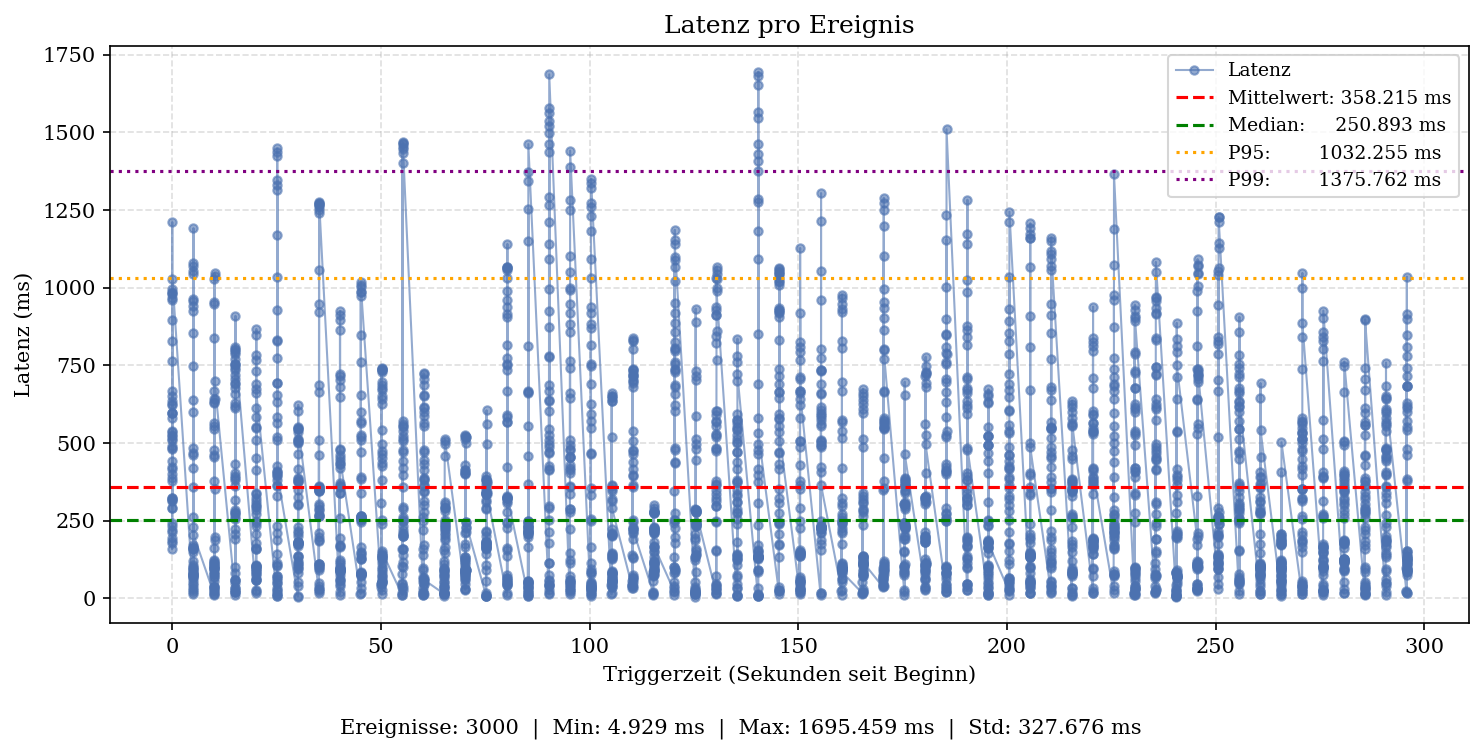 Latenz pro Ereignis
Latenz (ms)
1750
1500
1250
1000
750
500
250
0
Latenz
Mittelwert: 358.215 ms
Median: 250.893 ms
P95: 1032.255 ms
P99: 1375.762 ms
0 50 100 150 200 250 300
Triggerzeit (Sekunden seit Beginn)
Ereignisse: 3000 | Min: 4.929 ms | Max: 1695.459 ms | Std: 327.676 ms